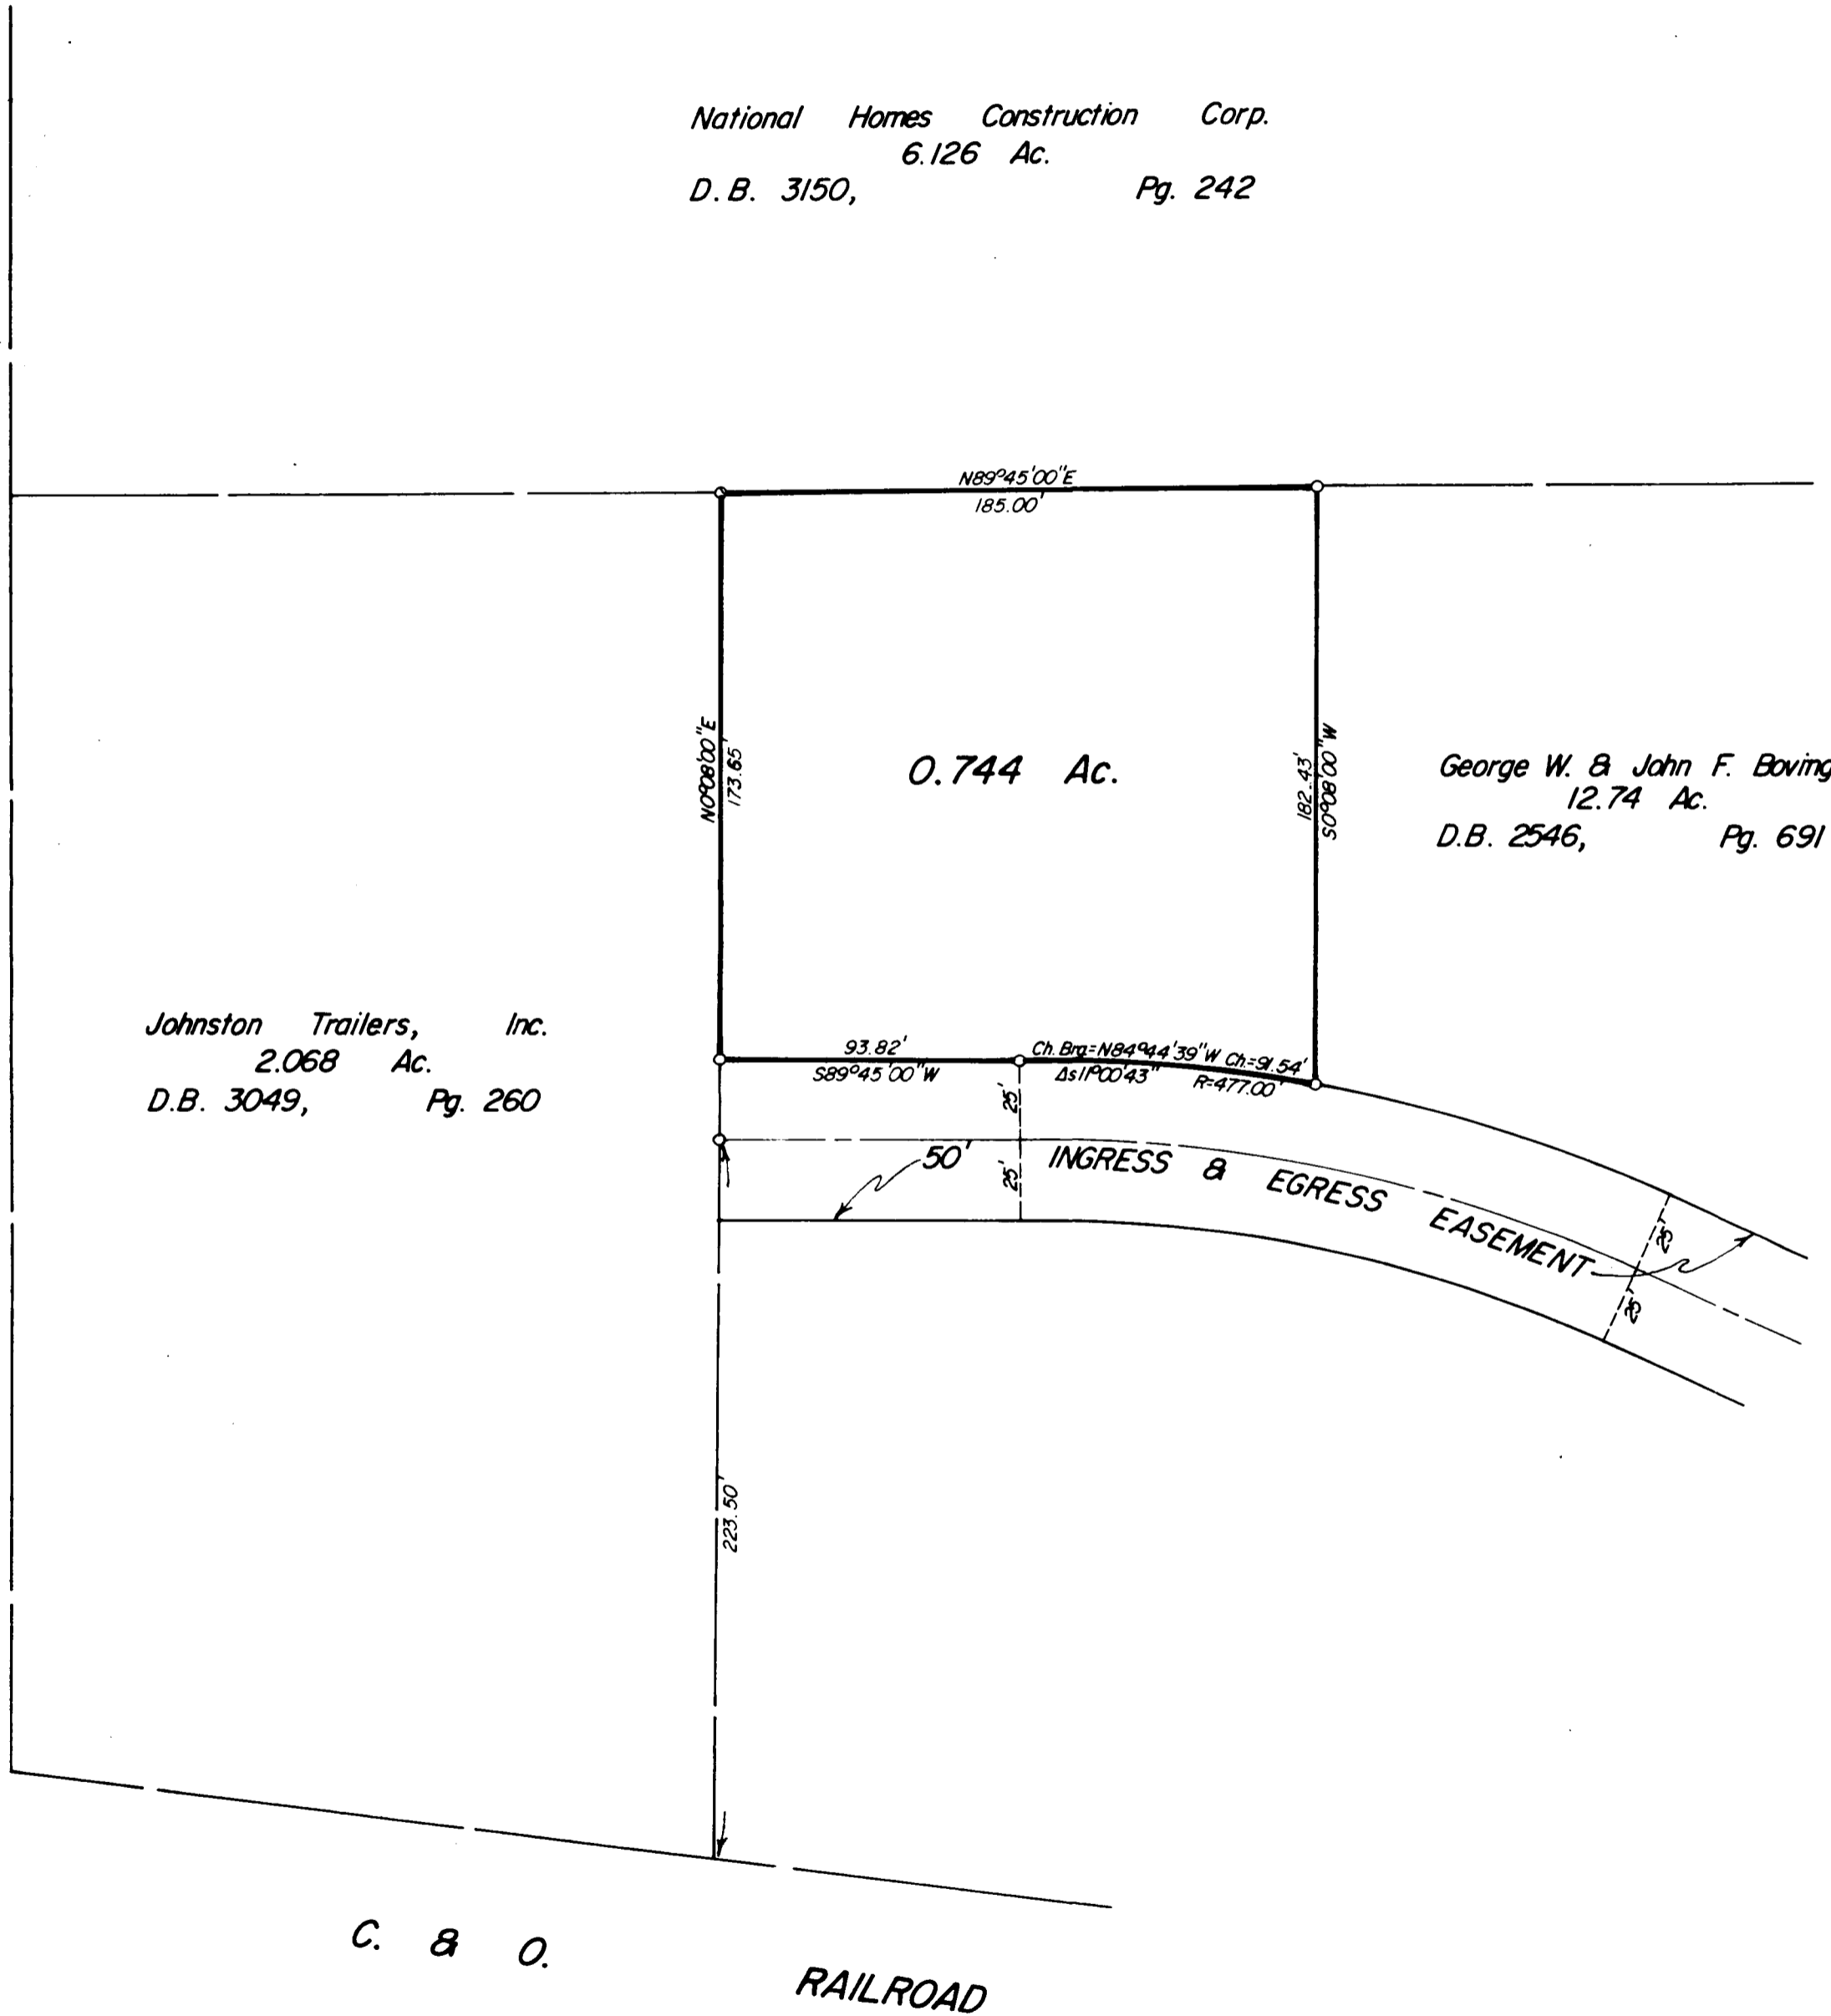 National Homes Construction Corp.
6.126 Ac.
D.B. 3150, Pg. 242
N89°45'00"E
185.00'
N0°08'00"E
173.65'
0.744 Ac.
182.43'
S0°08'00"W
George W. & John F. Boving
12.74 Ac.
D.B. 2546, Pg. 691
Johnston Trailers, Inc.
2.068 Ac.
D.B. 3049, Pg. 260
93.82'
S89°45'00"W
Ch. Brg=N84°44'39"W Ch.=91.54'
Δs11°00'43"
R=477.00'
25'
25'
50' INGRESS & EGRESS EASEMENT
25'
25'
223.50'
C. & O. RAILROAD